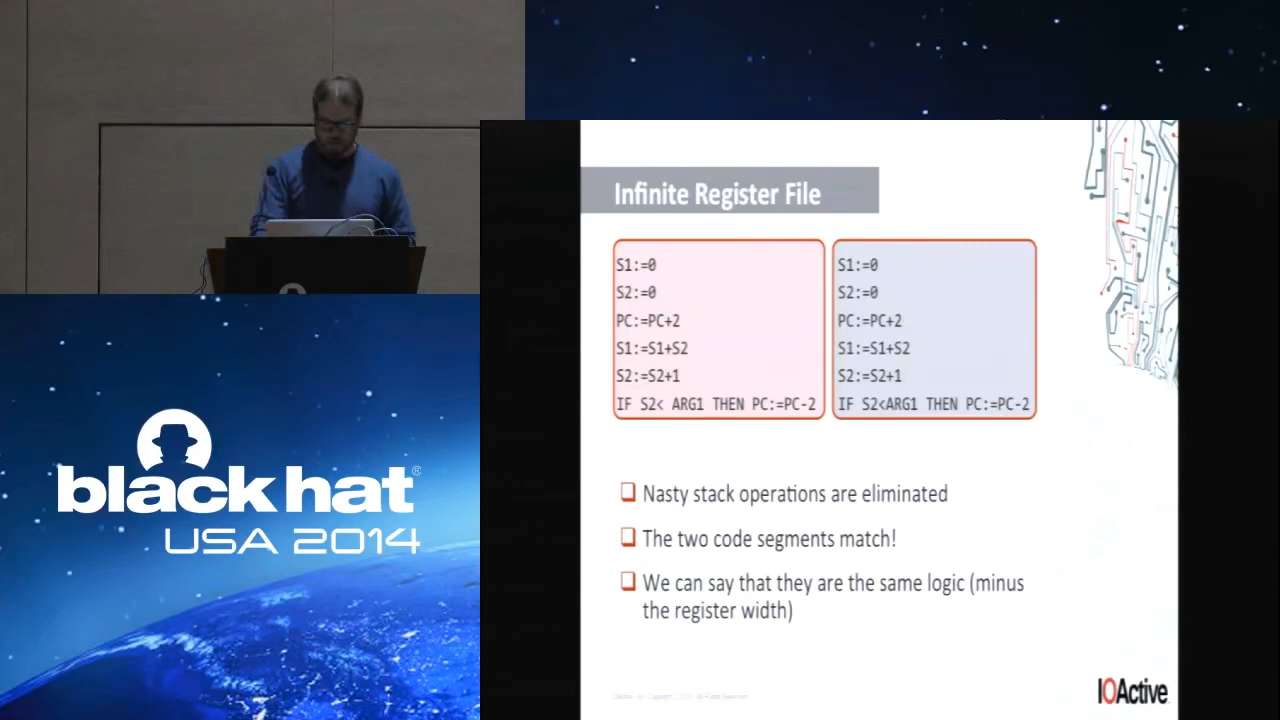 Infinite Register File
S1:=0
S2:=0
PC:=PC+2
S1:=S1+S2
S2:=S2+1
IF S2< ARG1 THEN PC:=PC-2
S1:=0
S2:=0
PC:=PC+2
S1:=S1+S2
S2:=S2+1
IF S2<ARG1 THEN PC:=PC-2
Nasty stack operations are eliminated
The two code segments match!
We can say that they are the same logic (minus
the register width)
IOActive
black hat®
USA 2014